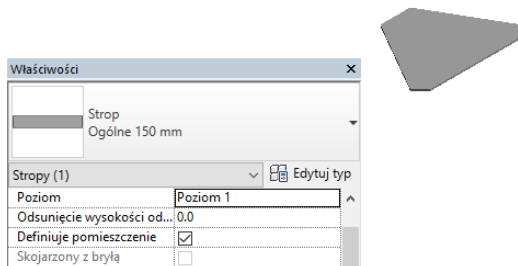 Właściwości
Strop
Ogólne 150 mm
Stropy (1)
Edytuj typ
Poziom Poziom 1
Odsunięcie wysokości od... 0.0
Definiuje pomieszczenie
Skojarzony z bryłą